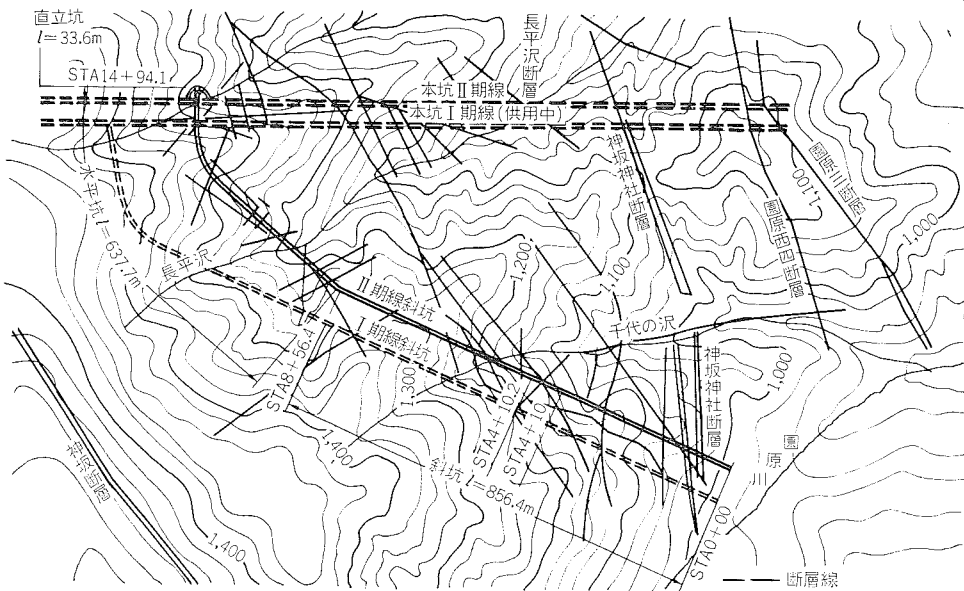 直立坑
l=33.6m
STA14+94.1
長平沢断層
本坑Ⅱ期線
本坑Ⅰ期線(供用中)
神坂神社断層
園原西四断層
1,100
園原川断層
1,000
水平坑 l=637.7m
長平沢
1,200
1,100
Ⅱ期線斜坑
Ⅰ期線斜坑
千代の沢
STA8+56.4
1,300
STA4+10.2
STA4+10.
神坂神社断層
1,000
1,400
斜坑 l=856.4m
園原川
神坂断層
1,400
STA0+00
断層線